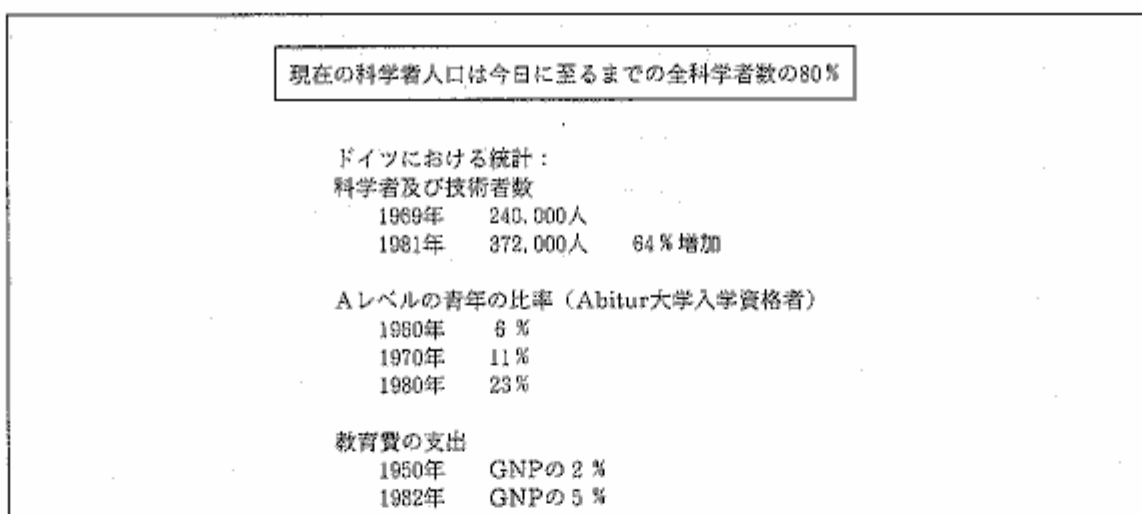 現在の科学者人口は今日に至るまでの全科学者数の80%
ドイツにおける統計:
科学者及び技術者数
1969年 240,000人
1981年 372,000人 64%増加
Aレベルの青年の比率(Abitur大学入学資格者)
1960年 6%
1970年 11%
1980年 23%
教育費の支出
1950年 GNPの2%
1982年 GNPの5%